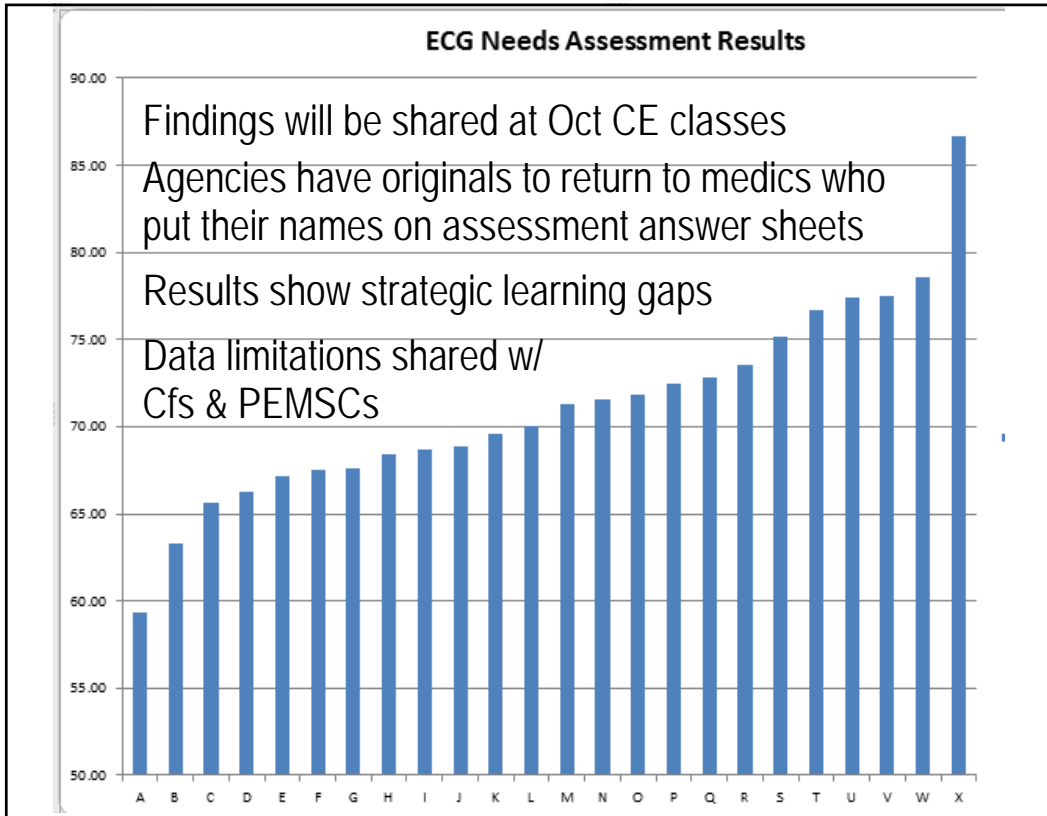 ECG Needs Assessment Results
90.00
Findings will be shared at Oct CE classes
85.00
Agencies have originals to return to medics who
put their names on assessment answer sheets
80.00
Results show strategic learning gaps
75.00
Data limitations shared w/
Cfs & PEMSCs
70.00
65.00
60.00
55.00
50.00
A B C D E F G H I J K L M N O P Q R S T U V W X